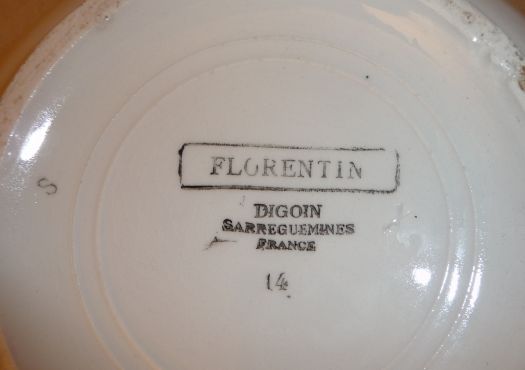 FLORENTIN
DIGOIN
SARREGUEMINES
FRANCE
14
S